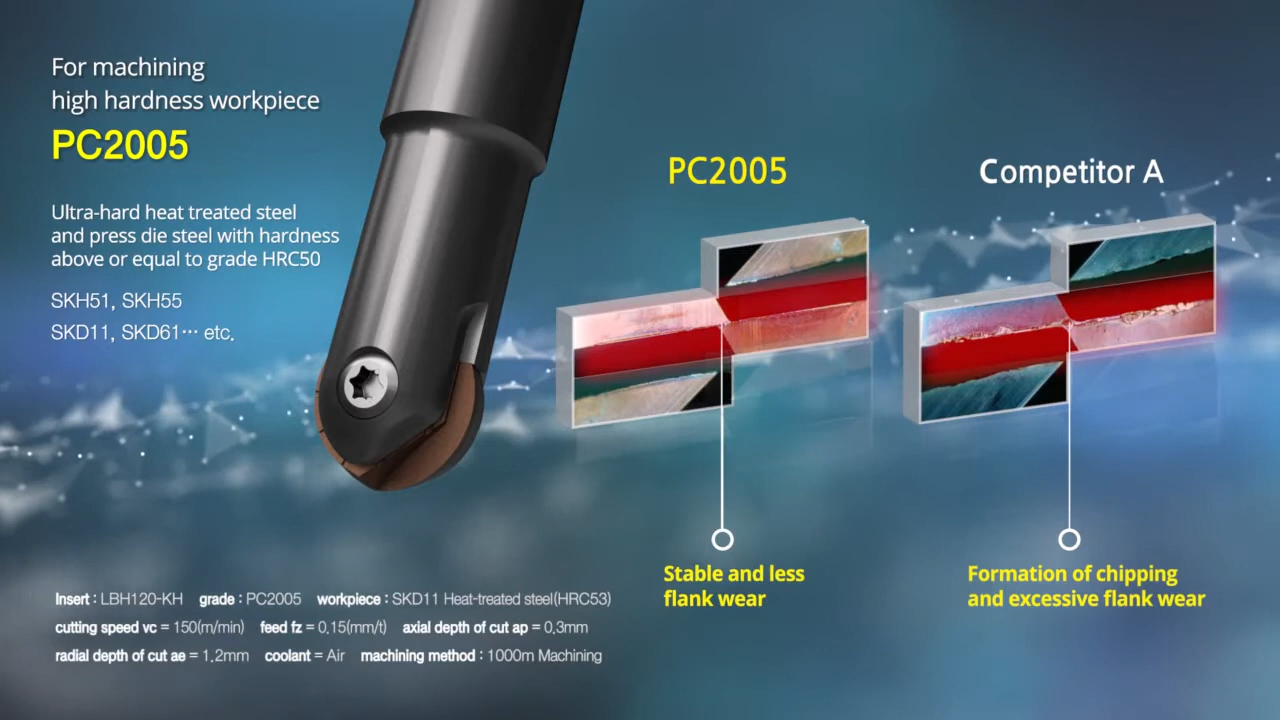 For machining
high hardness workpiece
PC2005
Ultra-hard heat treated steel
and press die steel with hardness
above or equal to grade HRC50
SKH51, SKH55
SKD11, SKD61… etc.
PC2005
Competitor A
Stable and less
flank wear
Formation of chipping
and excessive flank wear
Insert : LBH120-KH grade : PC2005 workpiece : SKD11 Heat-treated steel(HRC53)
cutting speed vc = 150(m/min) feed fz = 0.15(mm/t) axial depth of cut ap = 0.3mm
radial depth of cut ae = 1.2mm coolant = Air machining method : 1000m Machining